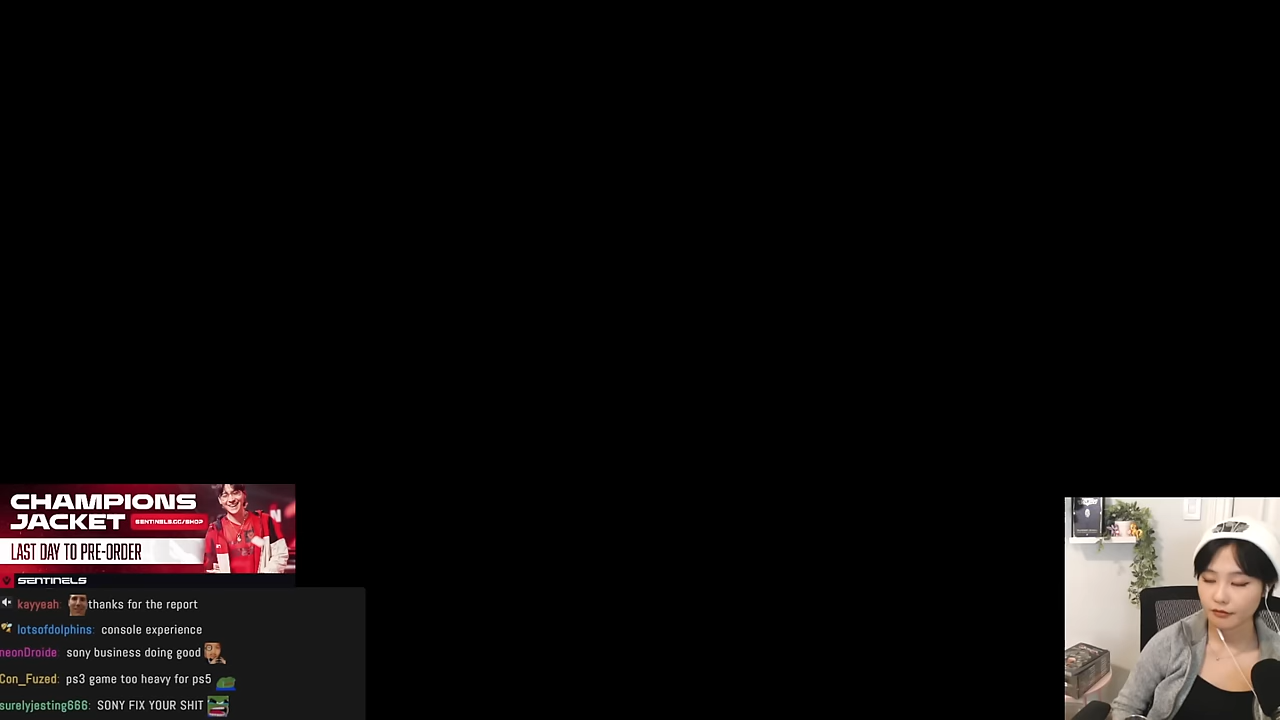 CHAMPIONS
JACKET SENTINELS.GG/SHOP
LAST DAY TO PRE-ORDER
SENTINELS
kayyeah: thanks for the report
lotsofdolphins: console experience
neonDroide: sony business doing good
Con_Fuzed: ps3 game too heavy for ps5
surelyjesting666: SONY FIX YOUR SHIT